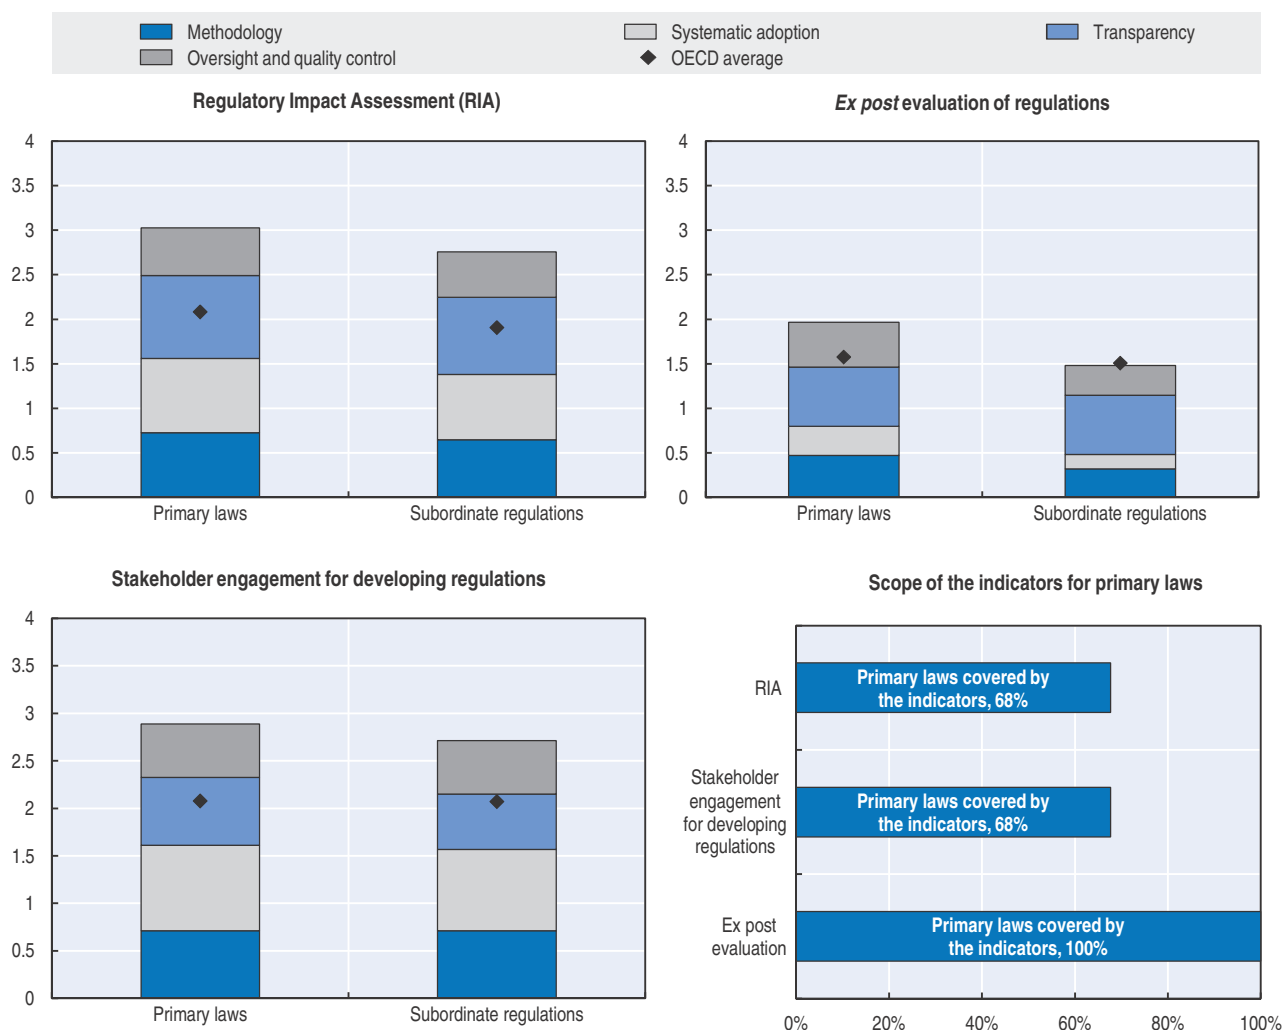 Methodology
Systematic adoption
Transparency
Oversight and quality control
OECD average
Regulatory Impact Assessment (RIA)
4
3.5
3
2.5
2
1.5
1
0.5
0
Primary laws
Subordinate regulations
Ex post evaluation of regulations
4
3.5
3
2.5
2
1.5
1
0.5
0
Primary laws
Subordinate regulations
Stakeholder engagement for developing regulations
4
3.5
3
2.5
2
1.5
1
0.5
0
Primary laws
Subordinate regulations
Scope of the indicators for primary laws
RIA
Primary laws covered by
the indicators, 68%
Stakeholder
engagement
for developing
regulations
Primary laws covered by
the indicators, 68%
Ex post
evaluation
Primary laws covered by
the indicators, 100%
0%
20%
40%
60%
80%
100%